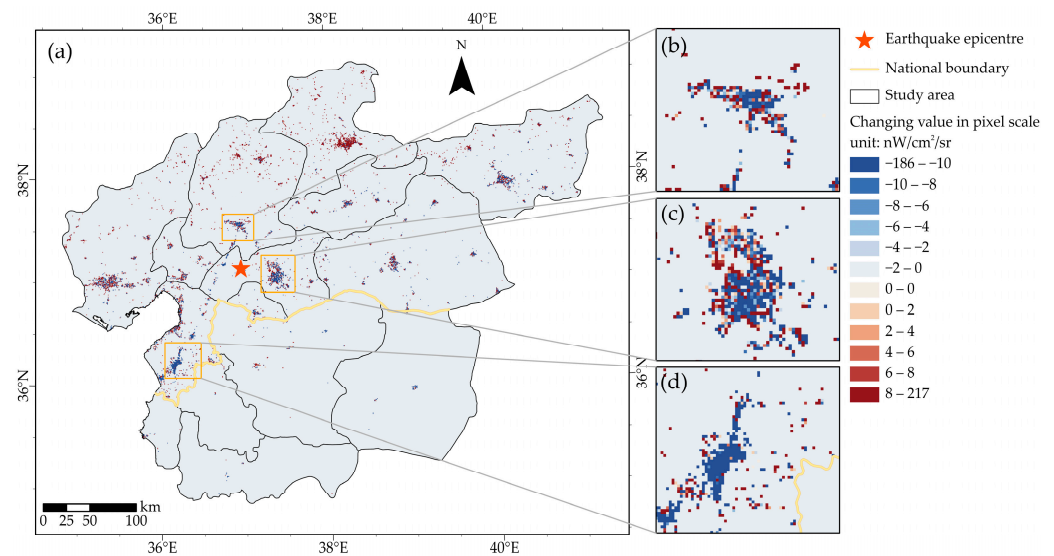 36°E 38°E 40°E
(a)
N
38°N
36°N
km
0 25 50 100
36°E 38°E 40°E
38°N
36°N
(b)
(c)
(d)
Earthquake epicentre
National boundary
Study area
Changing value in pixel scale
unit: nW/cm²/sr
−186 – −10
−10 – −8
−8 – −6
−6 – −4
−4 – −2
−2 – 0
0 – 0
0 – 2
2 – 4
4 – 6
6 – 8
8 – 217